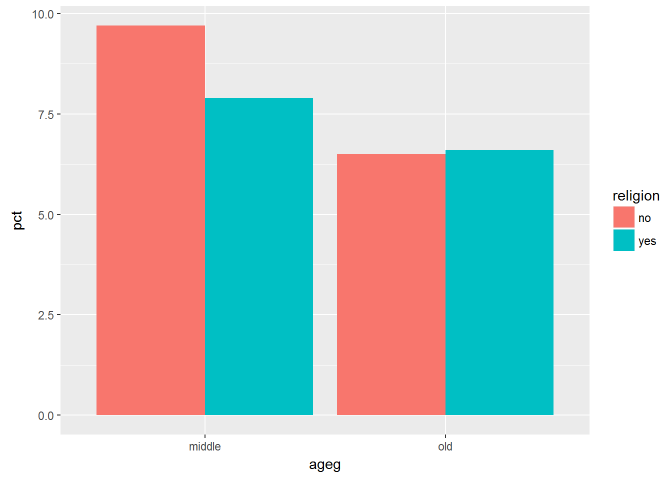 10.0
7.5
5.0
2.5
0.0
pct
middle
old
ageg
religion
no
yes